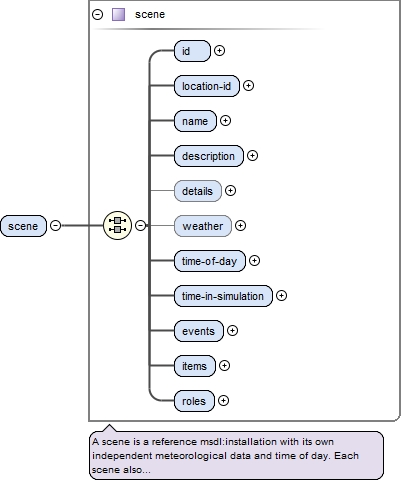 scene
id
location-id
name
description
details
scene
weather
time-of-day
time-in-simulation
events
items
roles
A scene is a reference msdl:installation with its own
independent meteorological data and time of day. Each
scene also...